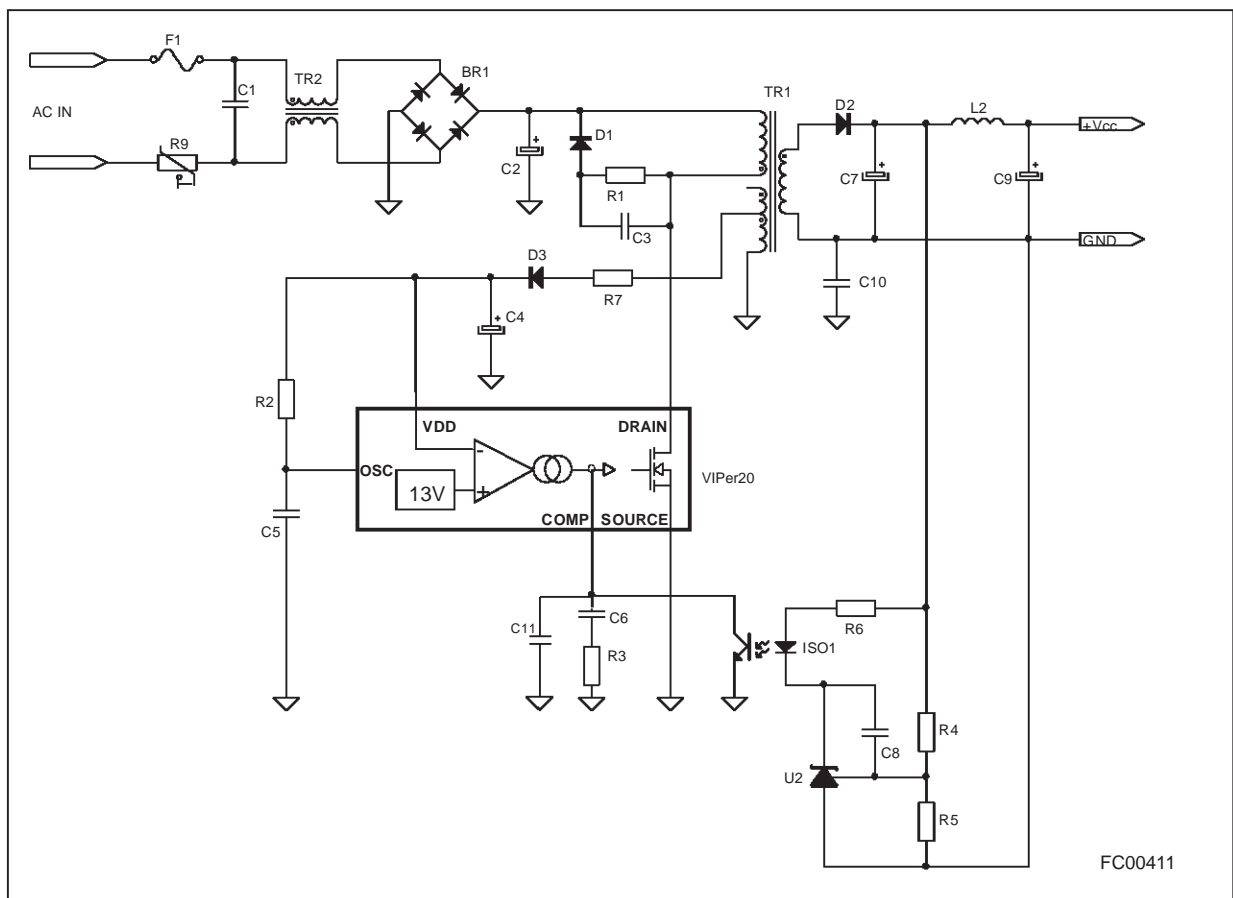 F1
TR2
BR1
TR1
D2
L2
C1
AC IN
D1
+Vcc
R9
T°
C2
R1
C7
C9
C3
D3
GND
R7
C10
C4
R2
VDD
DRAIN
OSC
-
13V
+
VIPer20
COMP
SOURCE
C5
C11
C6
R6
R3
ISO1
R4
C8
U2
R5
FC00411